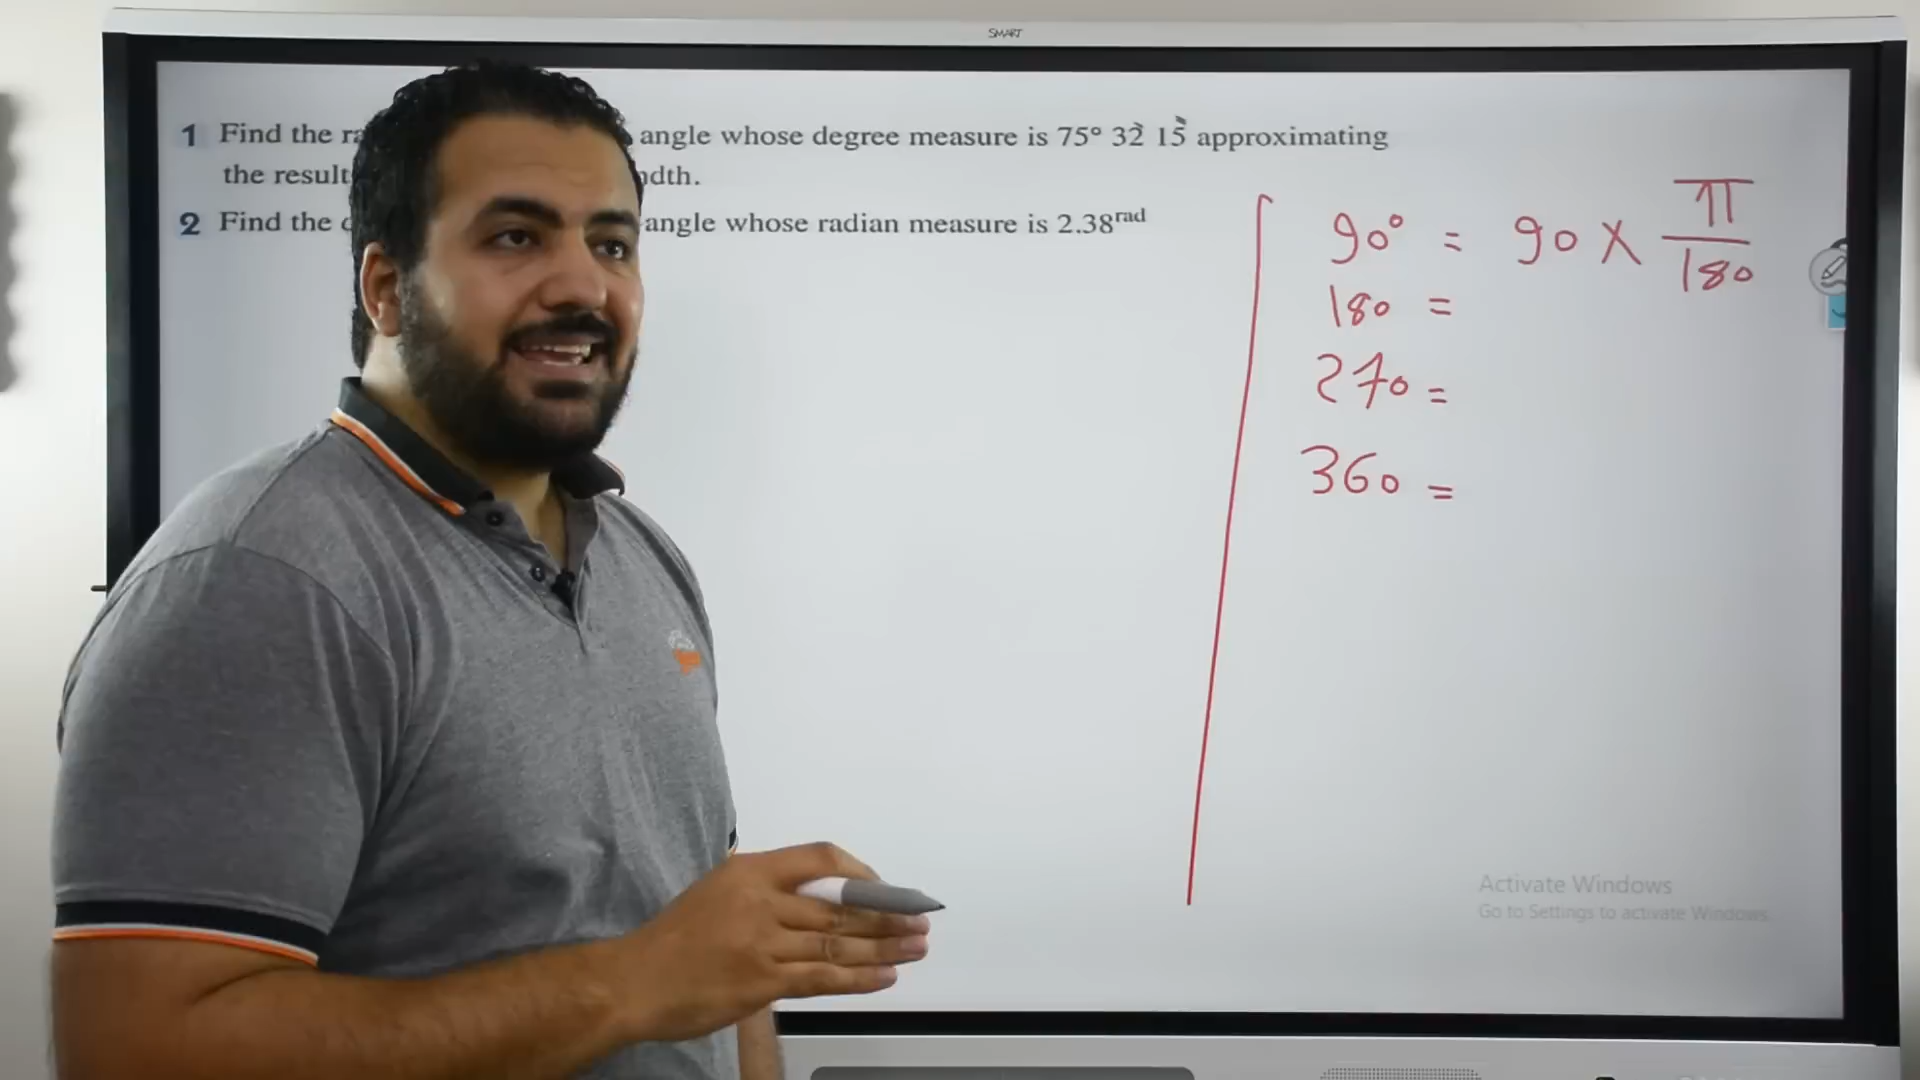 SMART
1 Find the ra angle whose degree measure is 75° 32̀ 15̏ approximating
the result ndth.
2 Find the angle whose radian measure is 2.38rad
90° = 90 × π/180
180 =
270 =
360 =
Activate Windows
Go to Settings to activate Windows.